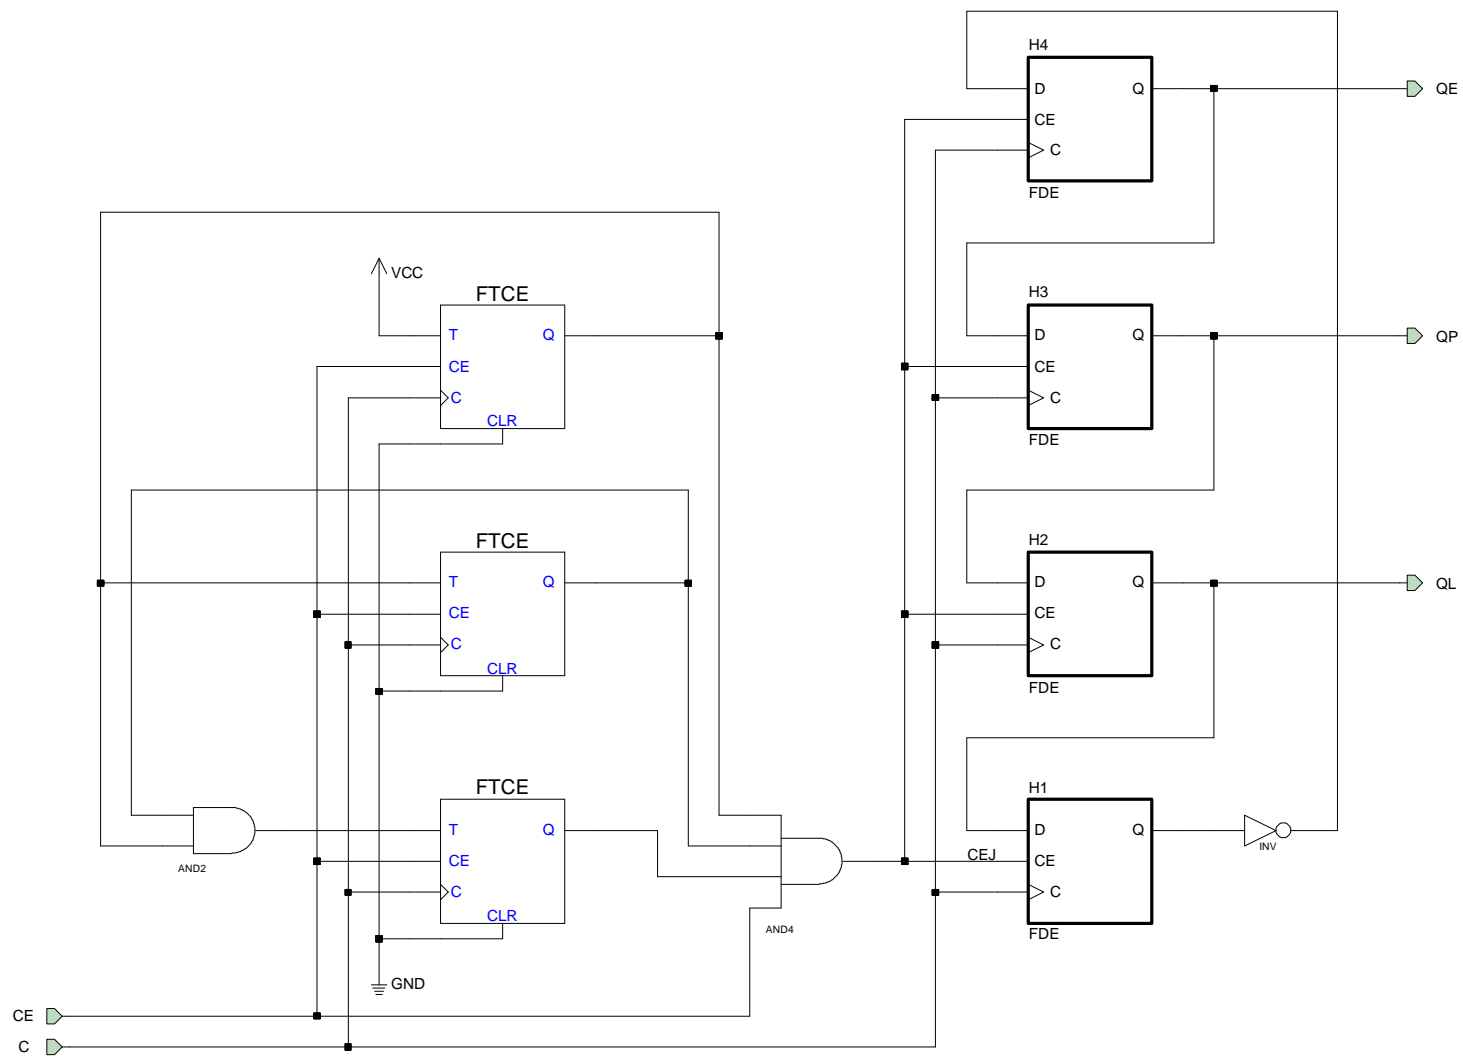 H4
D Q
QE
CE
C
FDE
VCC
FTCE
T Q
CE
C
CLR
H3
D Q
QP
CE
C
FDE
FTCE
T Q
CE
C
CLR
H2
D Q
QL
CE
C
FDE
AND2
FTCE
T Q
CE
C
CLR
AND4
CEJ
H1
D Q
CE
C
FDE
INV
GND
CE
C